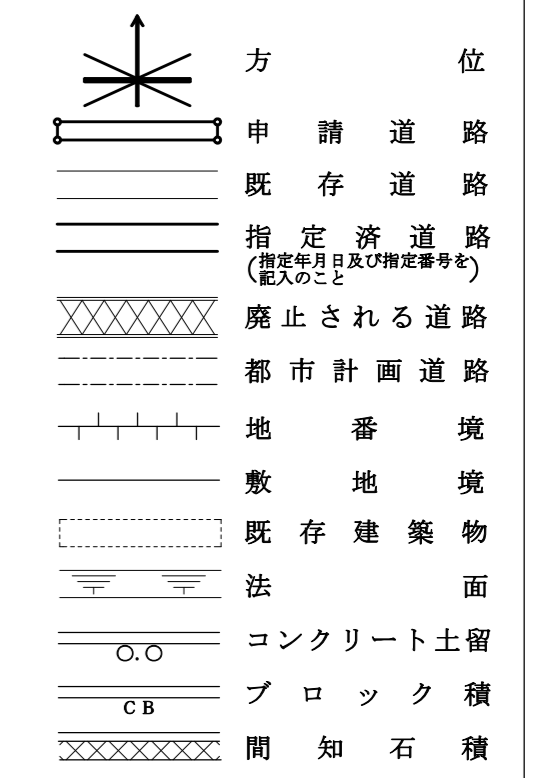 方位
申請道路
既存道路
指定済道路
(指定年月日及び指定番号を
記入のこと)
廃止される道路
都市計画道路
地番境
敷地境
既存建築物
法面
コンクリート土留
○.○
ブロック積
CB
間知石積